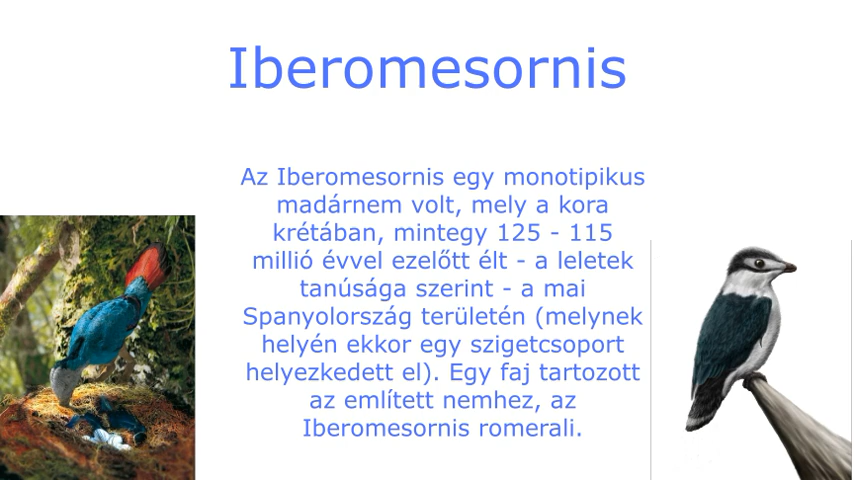 Iberomesornis
Az Iberomesornis egy monotipikus
madárnem volt, mely a kora
krétában, mintegy 125 - 115
millió évvel ezelőtt élt - a leletek
tanúsága szerint - a mai
Spanyolország területén (melynek
helyén ekkor egy szigetcsoport
helyezkedett el). Egy faj tartozott
az említett nemhez, az
Iberomesornis romerali.